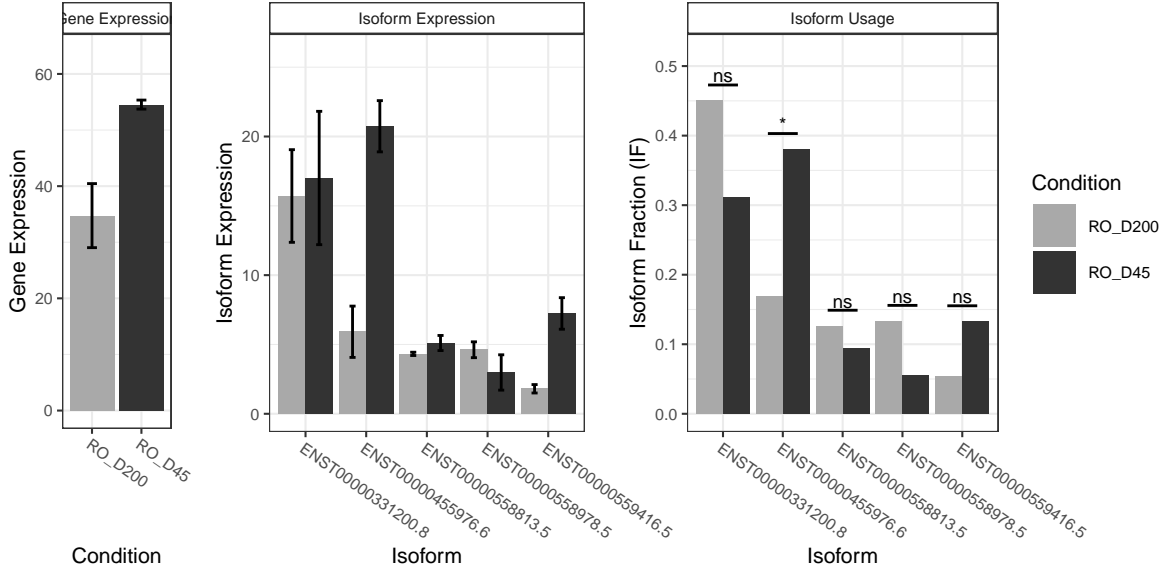 Gene Expression
Isoform Expression
Isoform Usage
Gene Expression
0
20
40
60
RO_D200
RO_D45
Condition
Isoform Expression
0
10
20
ENST00000331200.8
ENST00000455976.6
ENST00000558813.5
ENST00000558978.5
ENST00000559416.5
Isoform
Isoform Fraction (IF)
0.0
0.1
0.2
0.3
0.4
0.5
ns
*
ns
ns
ns
ENST00000331200.8
ENST00000455976.6
ENST00000558813.5
ENST00000558978.5
ENST00000559416.5
Isoform
Condition
RO_D200
RO_D45